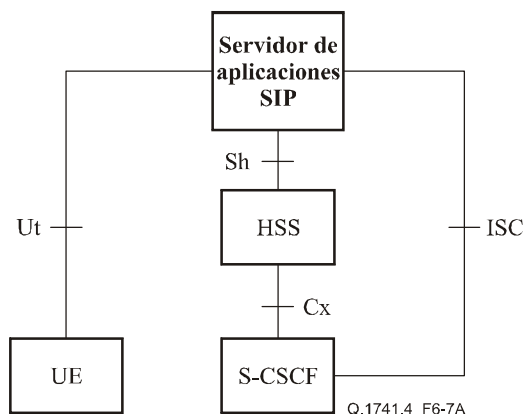 Servidor de
aplicaciones
SIP
Sh
Ut
HSS
ISC
Cx
UE
S-CSCF
Q.1741.4_F6-7A